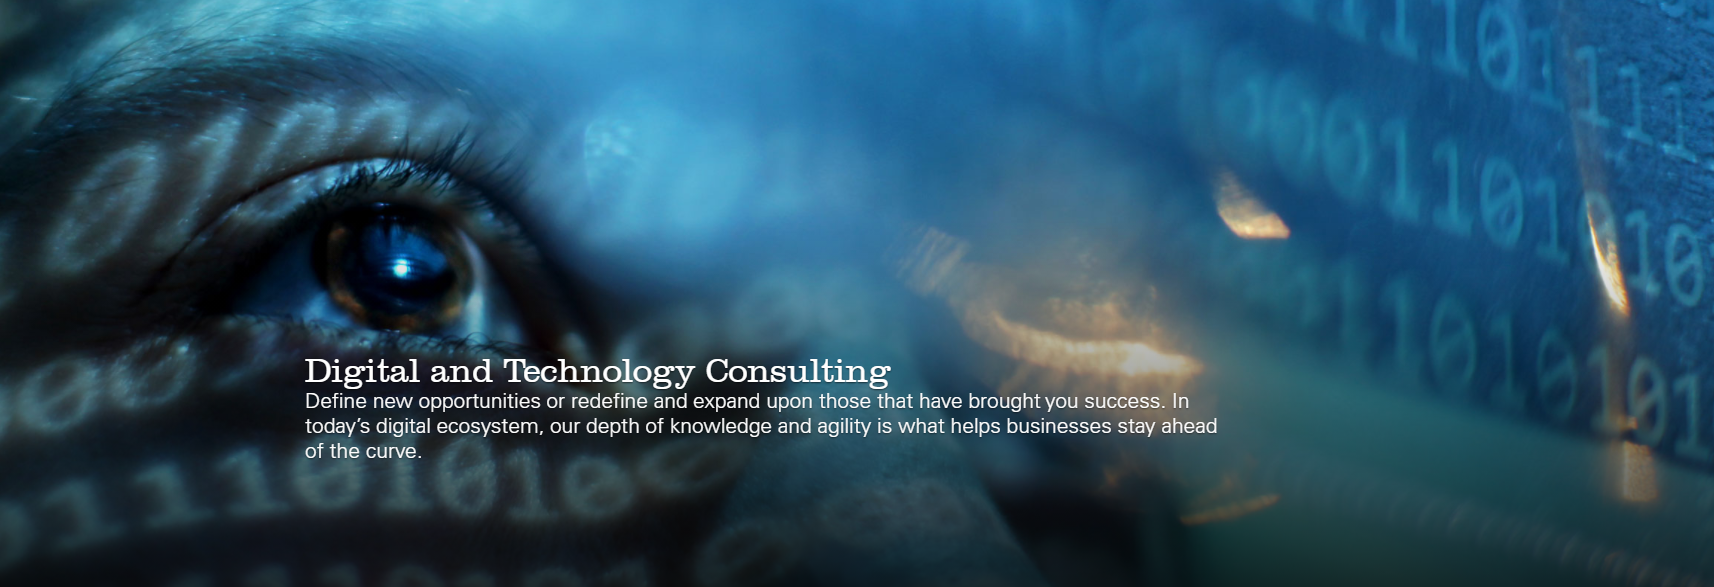 Digital and Technology Consulting
Define new opportunities or redefine and expand upon those that have brought you success. In
today's digital ecosystem, our depth of knowledge and agility is what helps businesses stay ahead
of the curve.